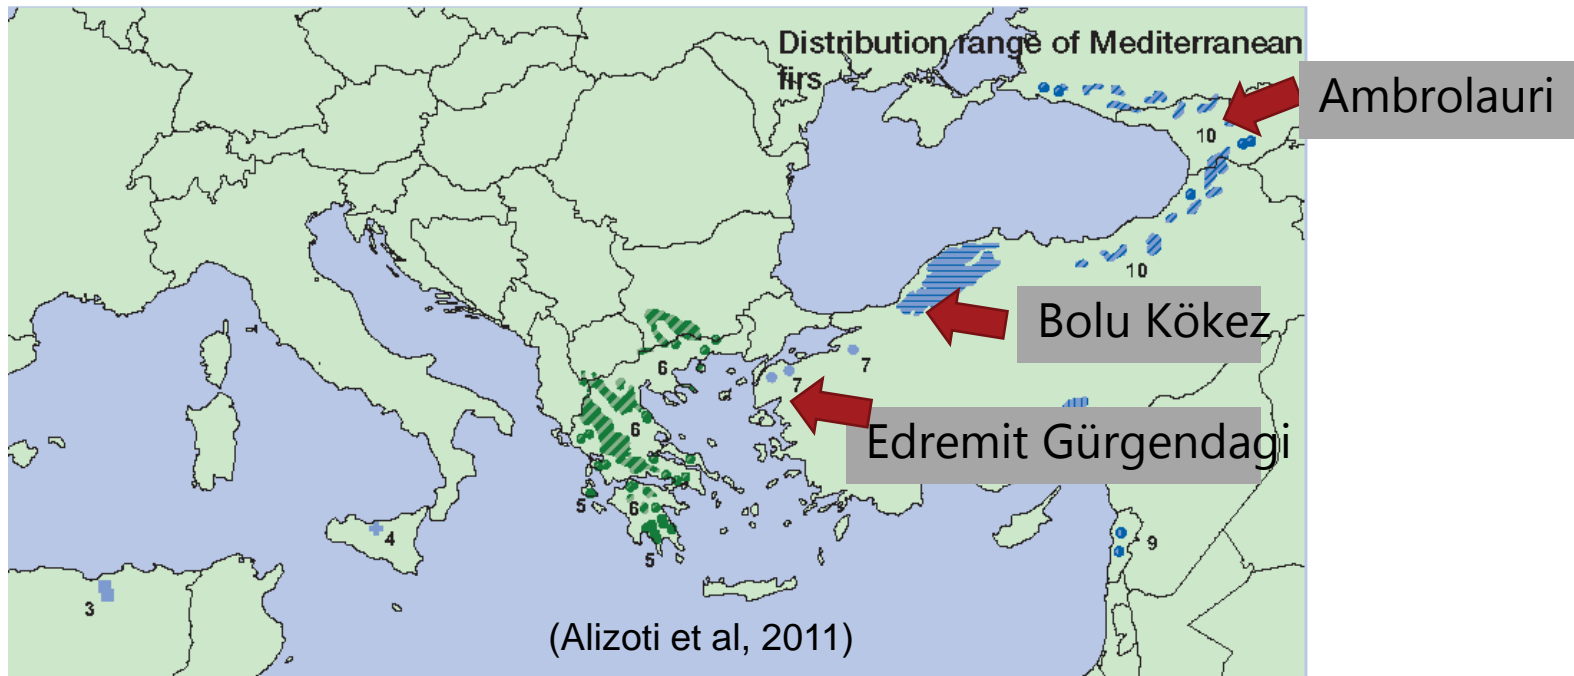 Distribution range of Mediterranean
firs
Ambrolauri
10
10
Bolu Kökez
7
7
6
Edremit Gürgendagi
6
5
6
4
5
9
3
(Alizoti et al, 2011)